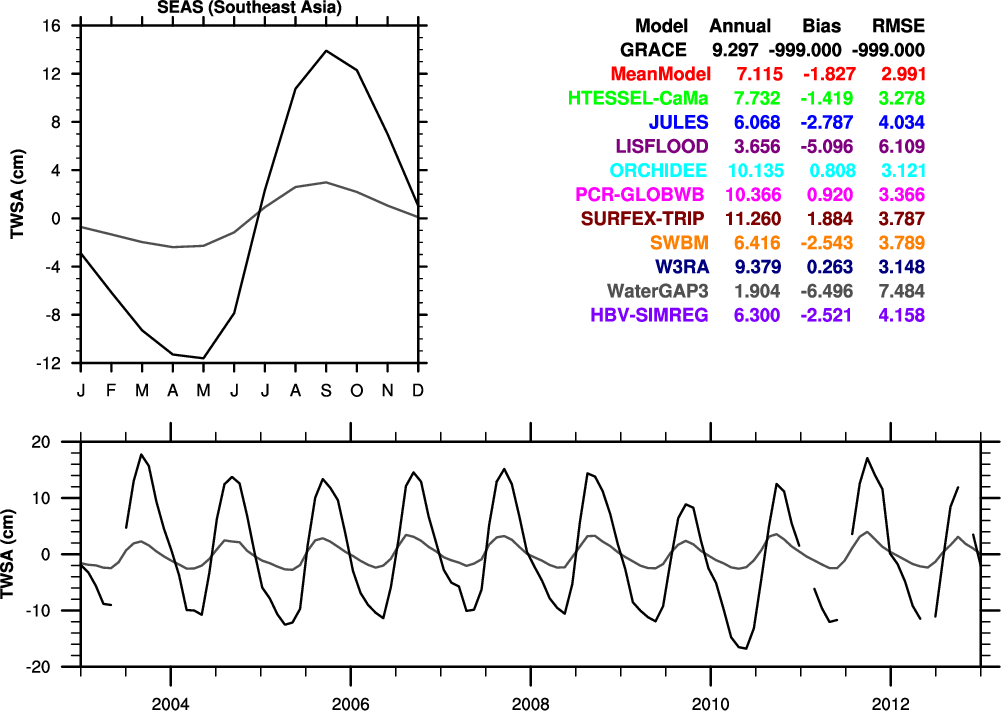 SEAS (Southeast Asia)
16
12
8
4
0
-4
-8
-12
TWSA (cm)
J F M A M J J A S O N D
Model Annual Bias RMSE
GRACE 9.297 -999.000 -999.000
MeanModel 7.115 -1.827 2.991
HTESSEL-CaMa 7.732 -1.419 3.278
JULES 6.068 -2.787 4.034
LISFLOOD 3.656 -5.096 6.109
ORCHIDEE 10.135 0.808 3.121
PCR-GLOBWB 10.366 0.920 3.366
SURFEX-TRIP 11.260 1.884 3.787
SWBM 6.416 -2.543 3.789
W3RA 9.379 0.263 3.148
WaterGAP3 1.904 -6.496 7.484
HBV-SIMREG 6.300 -2.521 4.158
20
10
0
-10
-20
TWSA (cm)
2004 2006 2008 2010 2012